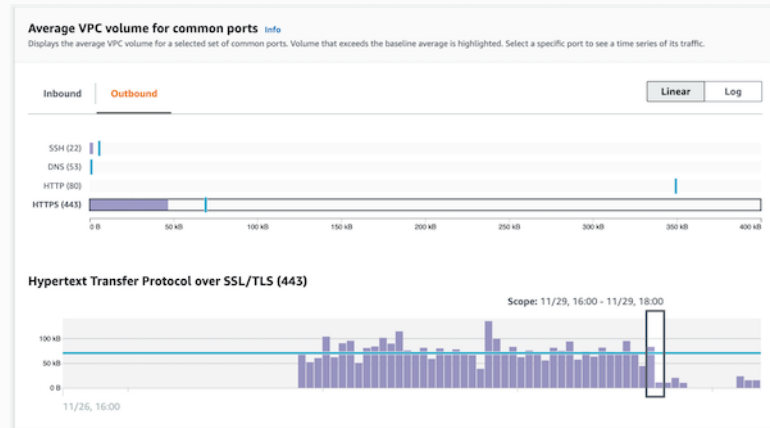 Average VPC volume for common ports Info
Displays the average VPC volume for a selected set of common ports. Volume that exceeds the baseline average is highlighted. Select a specific port to see a time series of its traffic.
Inbound Outbound Linear Log
SSH (22)
DNS (53)
HTTP (80)
HTTPS (443)
0 B 50 kB 100 kB 150 kB 200 kB 250 kB 300 kB 350 kB 400 kB
Hypertext Transfer Protocol over SSL/TLS (443)
Scope: 11/29, 16:00 - 11/29, 18:00
100 kB
50 kB
0 B
11/26, 16:00